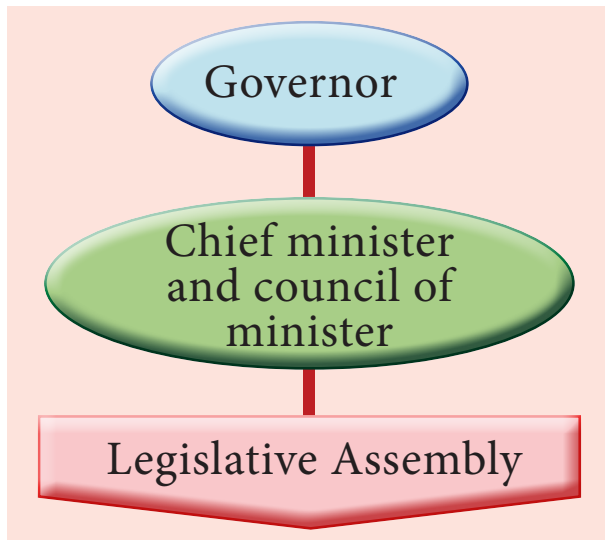 Governor
Chief minister
and council of
minister
Legislative Assembly